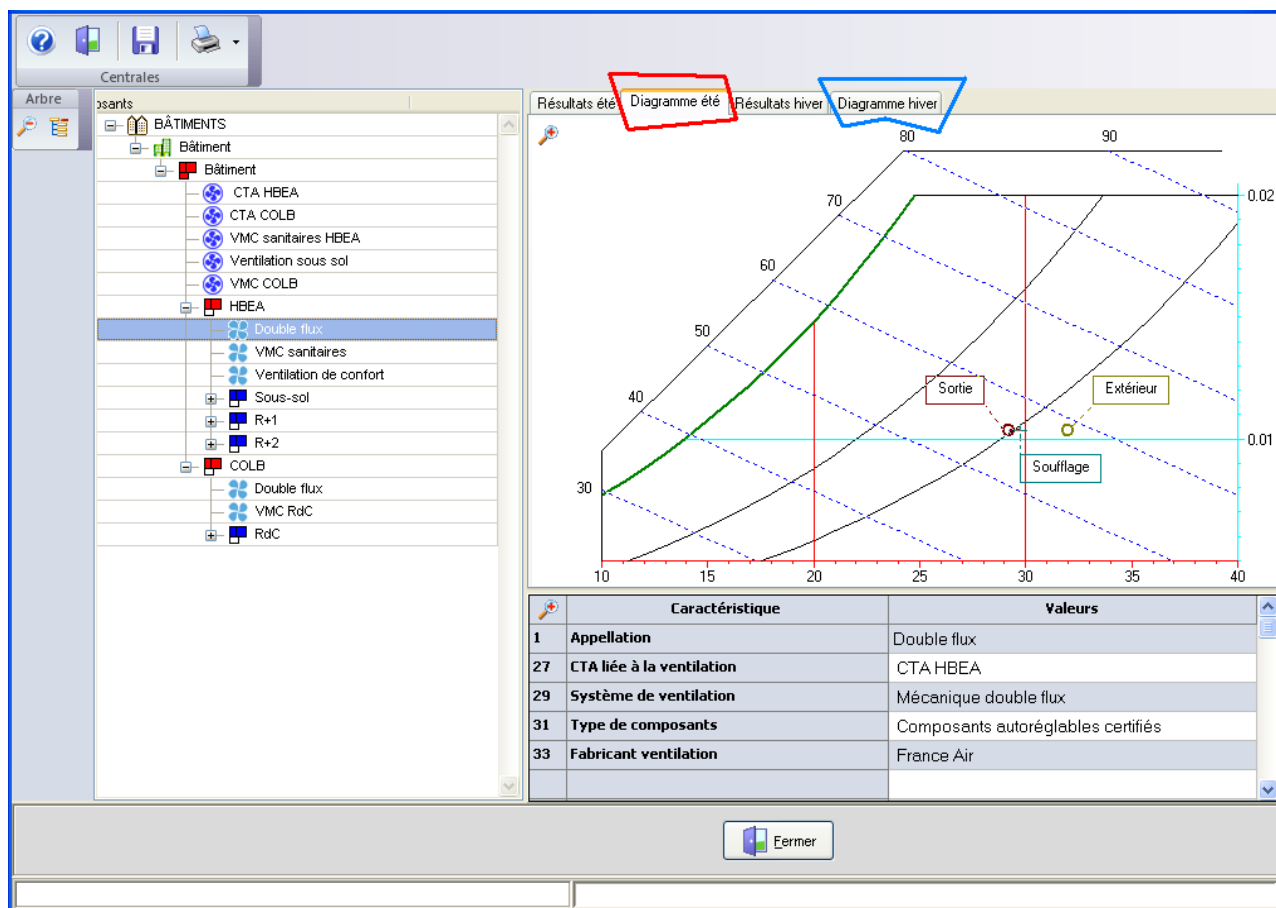 Centrales
Arbre
osants
BÂTIMENTS
Bâtiment
Bâtiment
CTA HBEA
CTA COLB
VMC sanitaires HBEA
Ventilation sous sol
VMC COLB
HBEA
Double flux
VMC sanitaires
Ventilation de confort
Sous-sol
R+1
R+2
COLB
Double flux
VMC RdC
RdC
Résultats été Diagramme été Résultats hiver Diagramme hiver
80 90
70
0.02
60
50
Sortie Extérieur
40
0.01
Soufflage
30
10 15 20 25 30 35 40
Caractéristique Valeurs
1 Appellation Double flux
27 CTA liée à la ventilation CTA HBEA
29 Système de ventilation Mécanique double flux
31 Type de composants Composants autoréglables certifiés
33 Fabricant ventilation France Air
Fermer